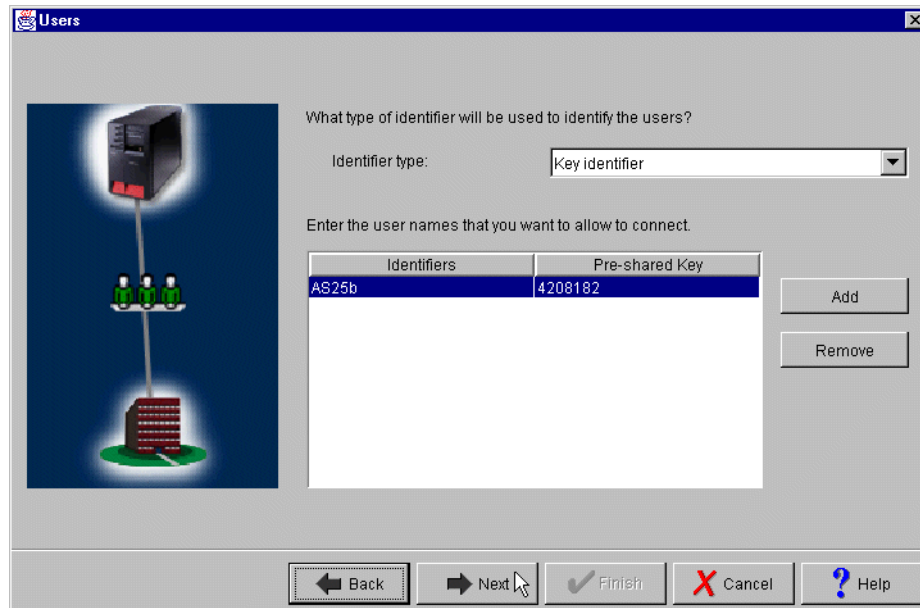 Users
What type of identifier will be used to identify the users?
Identifier type: Key identifier
Enter the user names that you want to allow to connect.
Identifiers Pre-shared Key
AS25b 4208182
Add
Remove
Back Next Finish Cancel ? Help